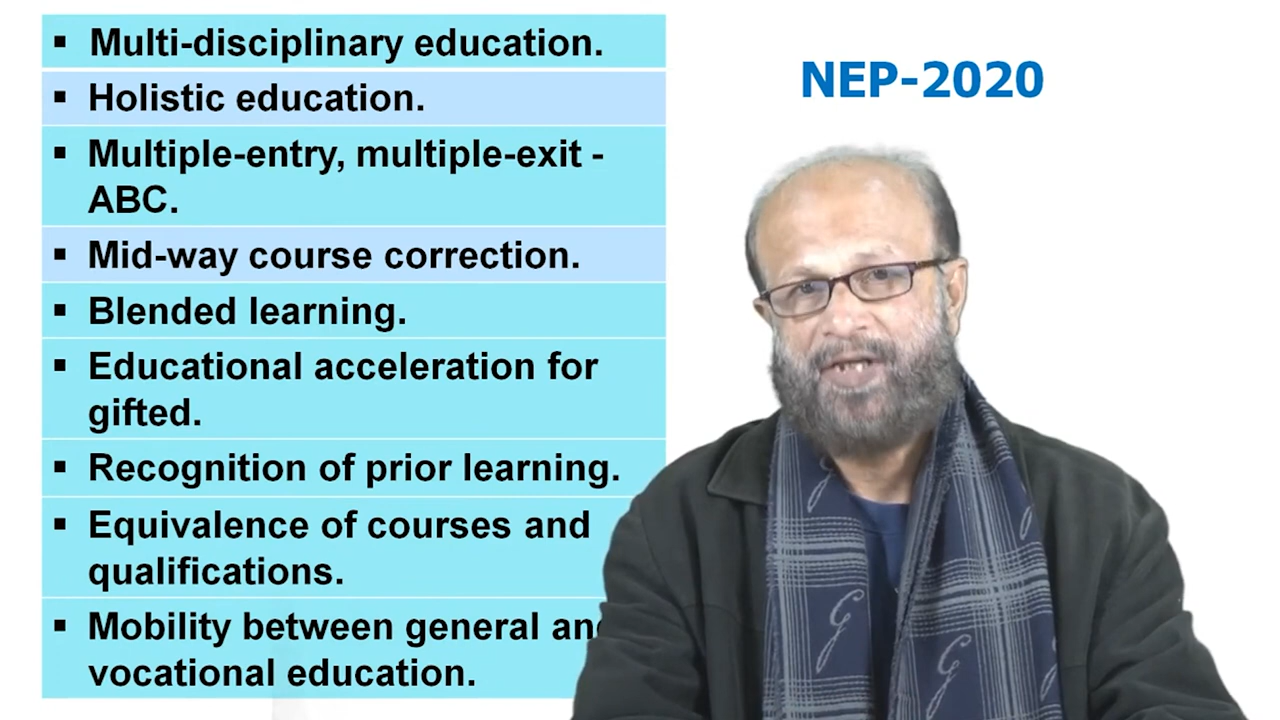 ▪ Multi-disciplinary education.
▪ Holistic education.
▪ Multiple-entry, multiple-exit -
ABC.
▪ Mid-way course correction.
▪ Blended learning.
▪ Educational acceleration for
gifted.
▪ Recognition of prior learning.
▪ Equivalence of courses and
qualifications.
▪ Mobility between general and
vocational education.
NEP-2020